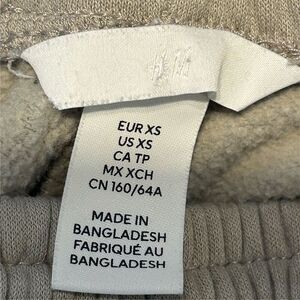 H&M
EUR XS
US XS
CA TP
MX XCH
CN 160/64A
MADE IN
BANGLADESH
FABRIQUÉ AU
BANGLADESH